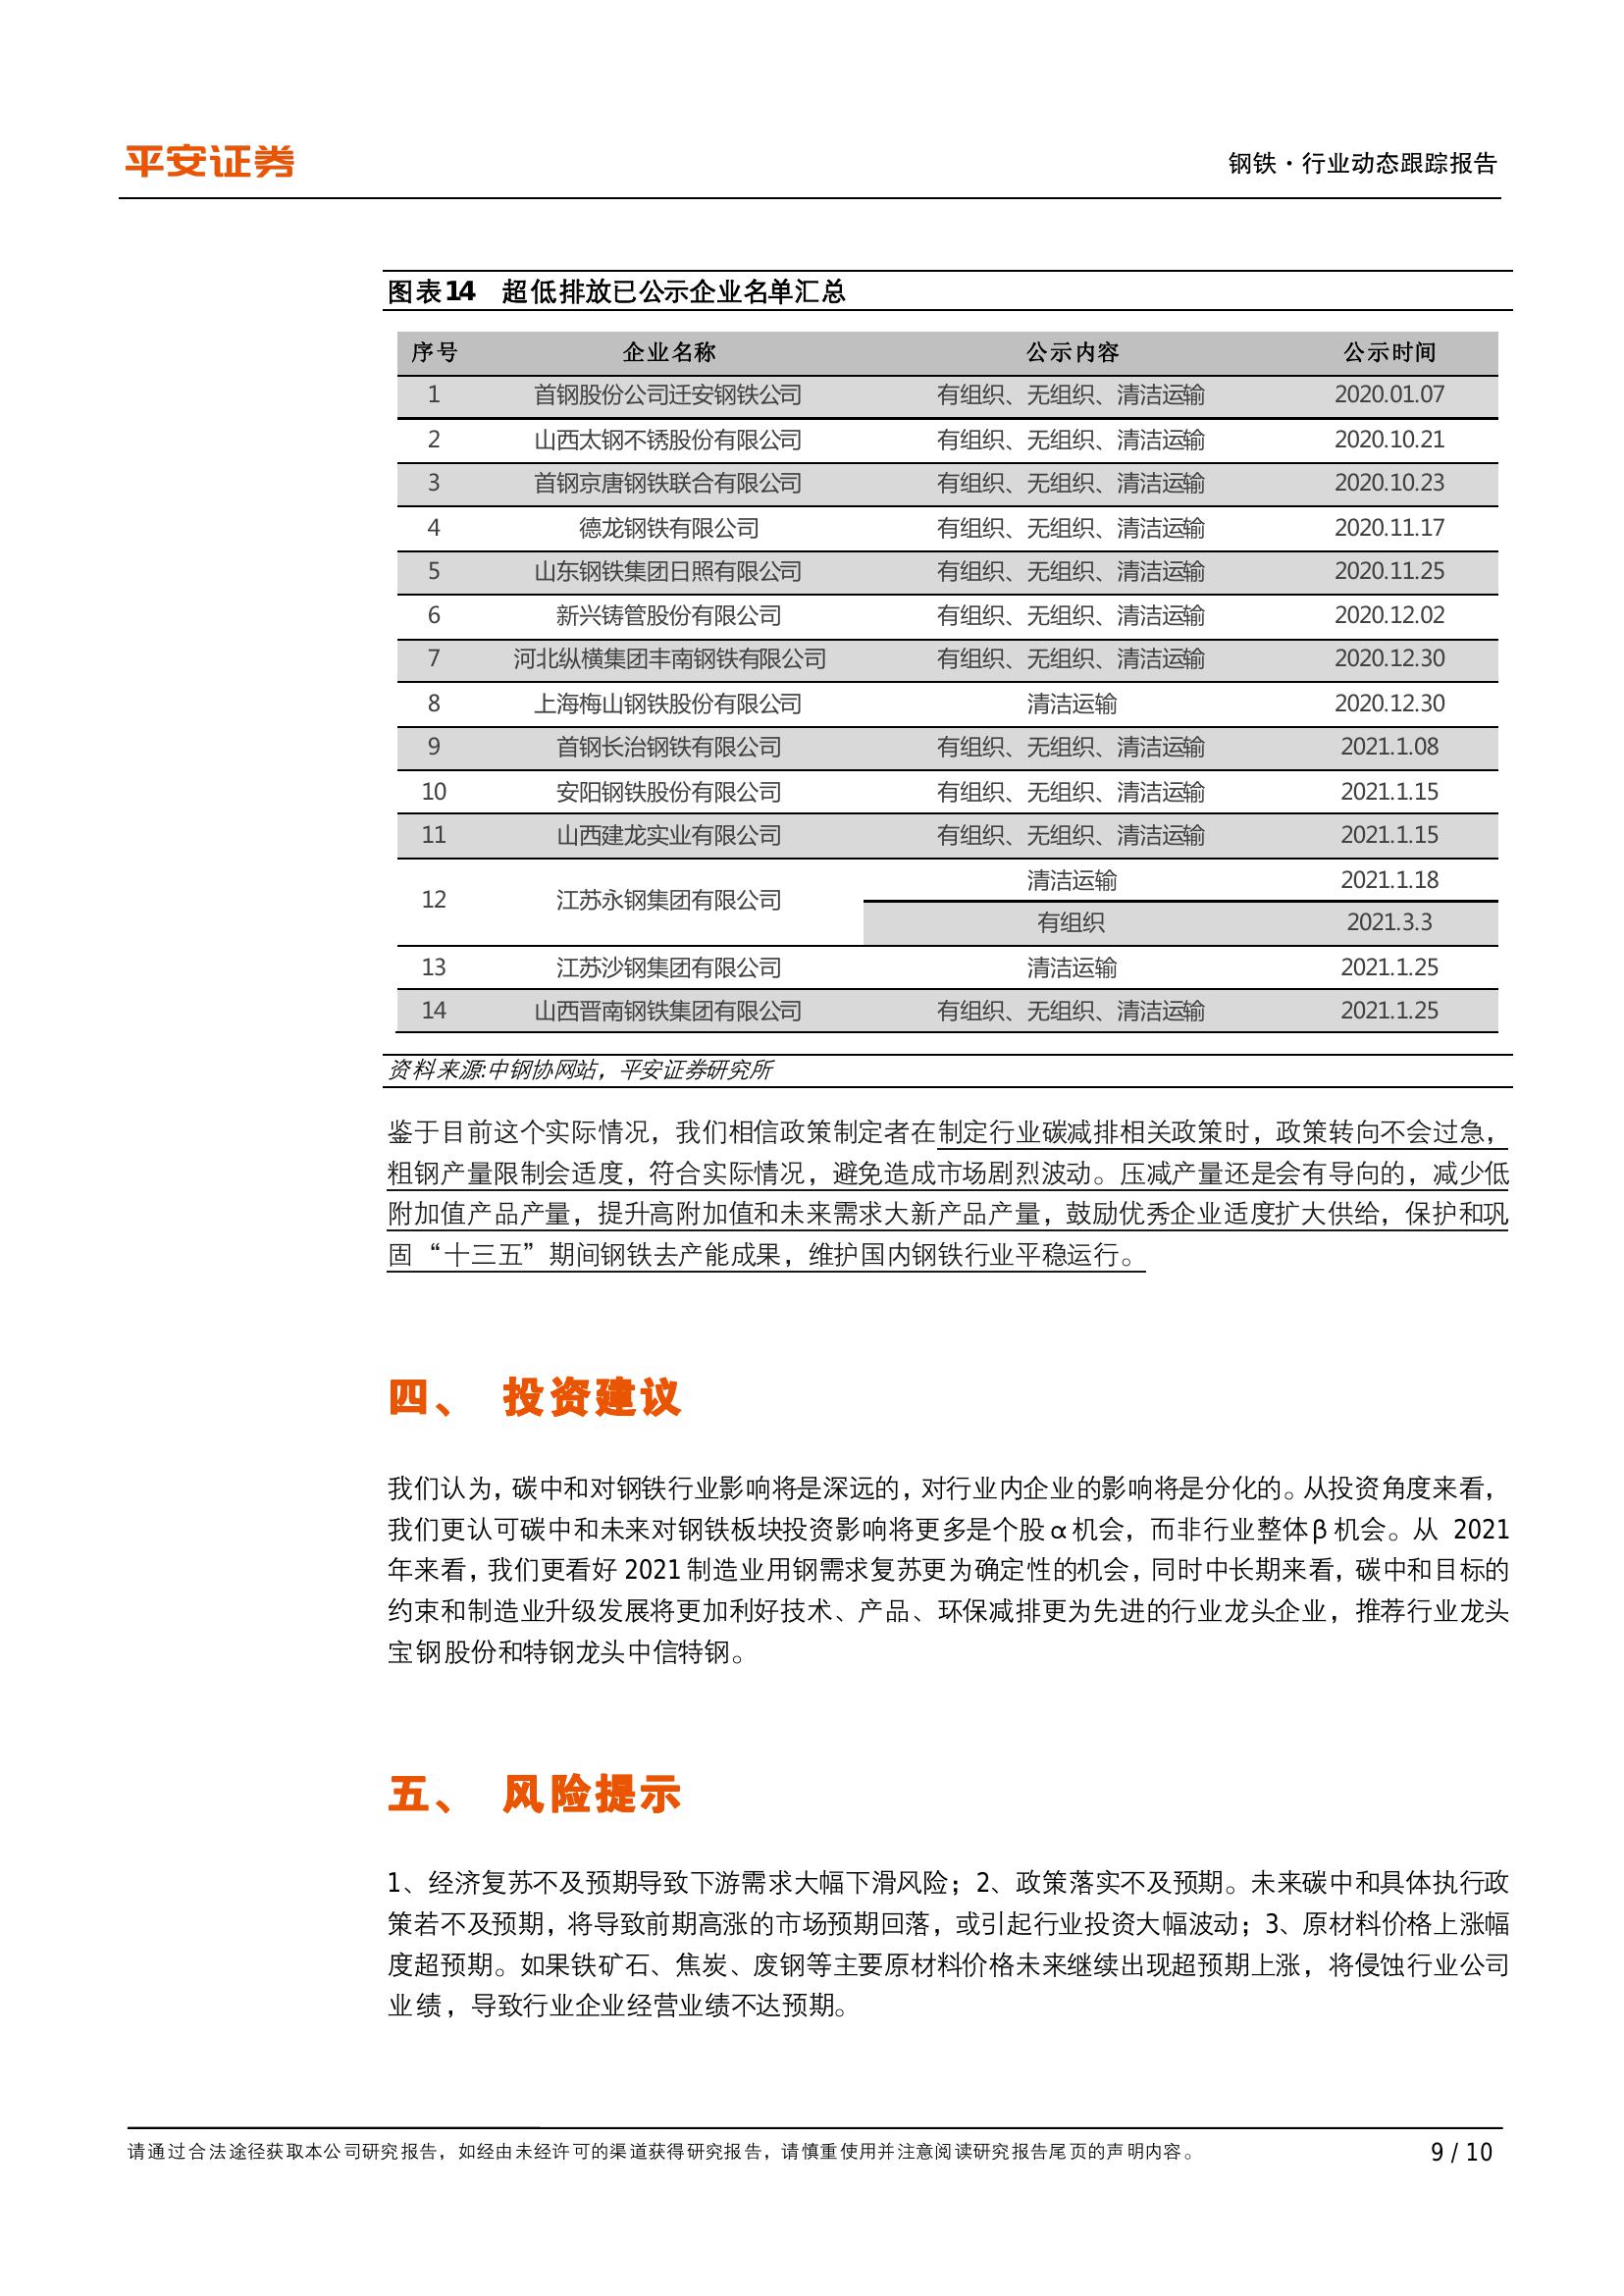 平安证券
钢铁·行业动态跟踪报告
图表14 超低排放已公示企业名单汇总
序号 企业名称 公示内容 公示时间
1 首钢股份公司迁安钢铁公司 有组织、无组织、清洁运输 2020.01.07
2 山西太钢不锈股份有限公司 有组织、无组织、清洁运输 2020.10.21
3 首钢京唐钢铁联合有限公司 有组织、无组织、清洁运输 2020.10.23
4 德龙钢铁有限公司 有组织、无组织、清洁运输 2020.11.17
5 山东钢铁集团日照有限公司 有组织、无组织、清洁运输 2020.11.25
6 新兴铸管股份有限公司 有组织、无组织、清洁运输 2020.12.02
7 河北纵横集团丰南钢铁有限公司 有组织、无组织、清洁运输 2020.12.30
8 上海梅山钢铁股份有限公司 清洁运输 2020.12.30
9 首钢长治钢铁有限公司 有组织、无组织、清洁运输 2021.1.08
10 安阳钢铁股份有限公司 有组织、无组织、清洁运输 2021.1.15
11 山西建龙实业有限公司 有组织、无组织、清洁运输 2021.1.15
12 江苏永钢集团有限公司 清洁运输 2021.1.18
有组织 2021.3.3
13 江苏沙钢集团有限公司 清洁运输 2021.1.25
14 山西晋南钢铁集团有限公司 有组织、无组织、清洁运输 2021.1.25
资料来源:中钢协网站，平安证券研究所
鉴于目前这个实际情况，我们相信政策制定者在制定行业碳减排相关政策时，政策转向不会过急，
粗钢产量限制会适度，符合实际情况，避免造成市场剧烈波动。压减产量还是会有导向的，减少低
附加值产品产量，提升高附加值和未来需求大新产品产量，鼓励优秀企业适度扩大供给，保护和巩
固“十三五”期间钢铁去产能成果，维护国内钢铁行业平稳运行。
四、 投资建议
我们认为，碳中和对钢铁行业影响将是深远的，对行业内企业的影响将是分化的。从投资角度来看，
我们更认可碳中和未来对钢铁板块投资影响将更多是个股α机会，而非行业整体β机会。从 2021
年来看，我们更看好 2021 制造业用钢需求复苏更为确定性的机会，同时中长期来看，碳中和目标的
约束和制造业升级发展将更加利好技术、产品、环保减排更为先进的行业龙头企业，推荐行业龙头
宝钢股份和特钢龙头中信特钢。
五、 风险提示
1、经济复苏不及预期导致下游需求大幅下滑风险；2、政策落实不及预期。未来碳中和具体执行政
策若不及预期，将导致前期高涨的市场预期回落，或引起行业投资大幅波动；3、原材料价格上涨幅
度超预期。如果铁矿石、焦炭、废钢等主要原材料价格未来继续出现超预期上涨，将侵蚀行业公司
业绩，导致行业企业经营业绩不达预期。
请通过合法途径获取本公司研究报告，如经由未经许可的渠道获得研究报告，请慎重使用并注意阅读研究报告尾页的声明内容。
9 / 10